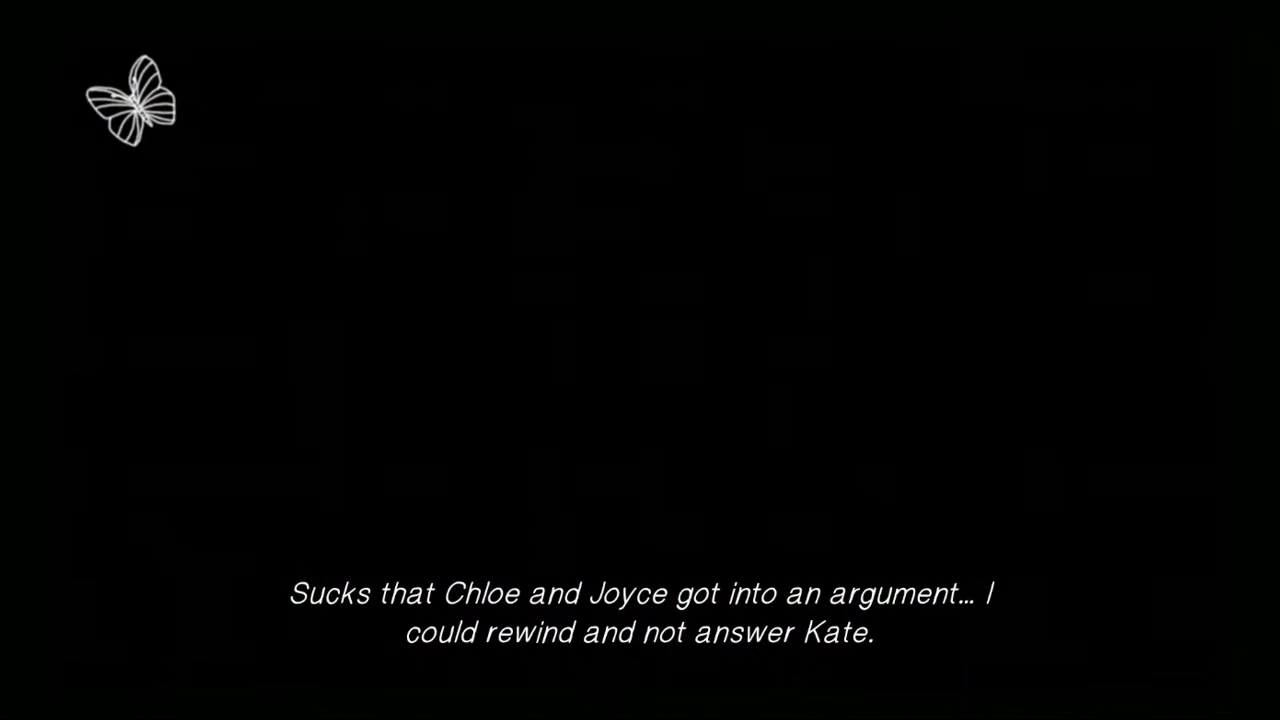 Sucks that Chloe and Joyce got into an argument... I
could rewind and not answer Kate.